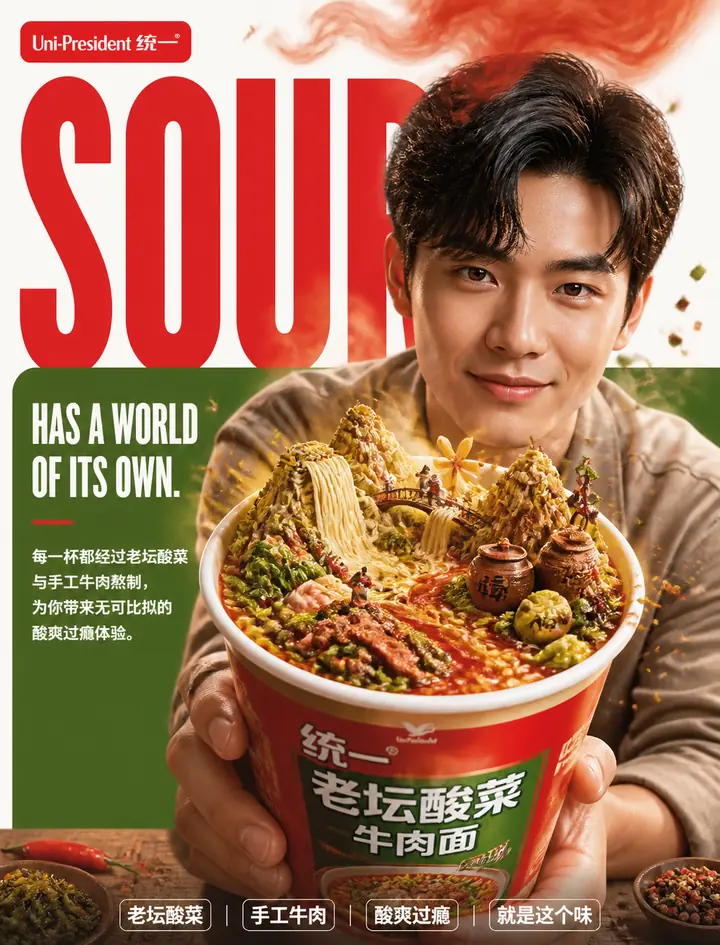 Uni-President 统一®
SOUR
HAS A WORLD
OF ITS OWN.
每一杯都经过老坛酸菜
与手工牛肉熬制，
为你带来无可比拟的
酸爽过瘾体验。
统一®
老坛酸菜
牛肉面
老坛酸菜 | 手工牛肉 | 酸爽过瘾 | 就是这个味